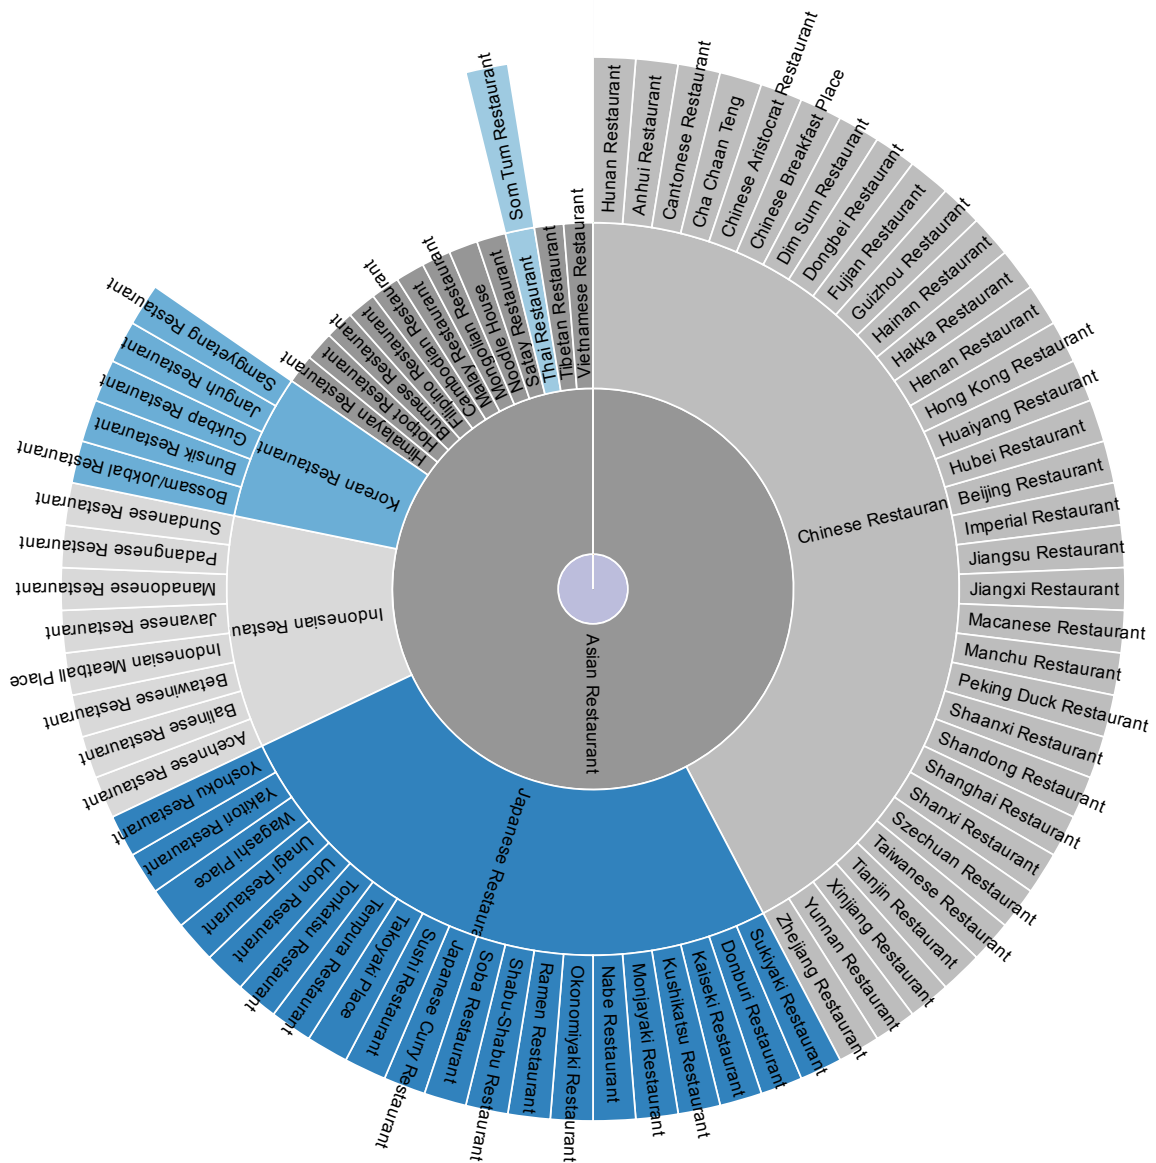 Asian Restaurant
Chinese Restauran
Hunan Restaurant
Anhui Restaurant
Cantonese Restaurant
Cha Chaan Teng
Chinese Aristocrat Restaurant
Chinese Breakfast Place
Dim Sum Restaurant
Dongbei Restaurant
Fujian Restaurant
Guizhou Restaurant
Hainan Restaurant
Hakka Restaurant
Henan Restaurant
Hong Kong Restaurant
Huaiyang Restaurant
Hubei Restaurant
Beijing Restaurant
Imperial Restaurant
Jiangsu Restaurant
Jiangxi Restaurant
Macanese Restaurant
Manchu Restaurant
Peking Duck Restaurant
Shaanxi Restaurant
Shandong Restaurant
Shanghai Restaurant
Shanxi Restaurant
Szechuan Restaurant
Taiwanese Restaurant
Tianjin Restaurant
Xinjiang Restaurant
Yunnan Restaurant
Zhejiang Restaurant
Japanese Restaura
Sukiyaki Restaurant
Donburi Restaurant
Kaiseki Restaurant
Kushikatsu Restaurant
Monjayaki Restaurant
Nabe Restaurant
Okonomiyaki Restaurant
Ramen Restaurant
Shabu-Shabu Restaurant
Soba Restaurant
Japanese Curry Restaurant
Sushi Restaurant
Takoyaki Place
Tempura Restaurant
Tonkatsu Restaurant
Udon Restaurant
Unagi Restaurant
Wagashi Place
Yakitori Restaurant
Yoshoku Restaurant
Indonesian Restau
Acehnese Restaurant
Balinese Restaurant
Betawinese Restaurant
Indonesian Meatball Place
Javanese Restaurant
Manadonese Restaurant
Padangnese Restaurant
Sundanese Restaurant
Korean Restaurant
Bossam/Jokbal Restaurant
Bunsik Restaurant
Gukbap Restaurant
Janguh Restaurant
Samgyetang Restaurant
Himalayan Restaurant
Hotpot Restaurant
Burmese Restaurant
Filipino Restaurant
Cambodian Restaurant
Malay Restaurant
Mongolian Restaurant
Noodle House
Satay Restaurant
Thai Restaurant
Som Tum Restaurant
Tibetan Restaurant
Vietnamese Restaurant